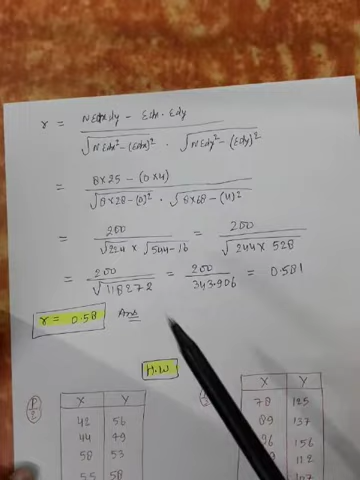 r = NΣdxdy - Σdx · Σdy
√NΣdx² - (Σdx)² · √NΣdy² - (Σdy)²
= 8×25 - (0×4)
√8×28 - (0)² · √8×68 - (4)²
= 200 = 200
√224 × √544-16 √224 × 528
= 200 = 200 = 0.581
√118272 343.906
r = 0.58 Ans
H.W
X Y X Y
42 56 78 125
44 49 89 137
58 53 96 156
55 58 112
107